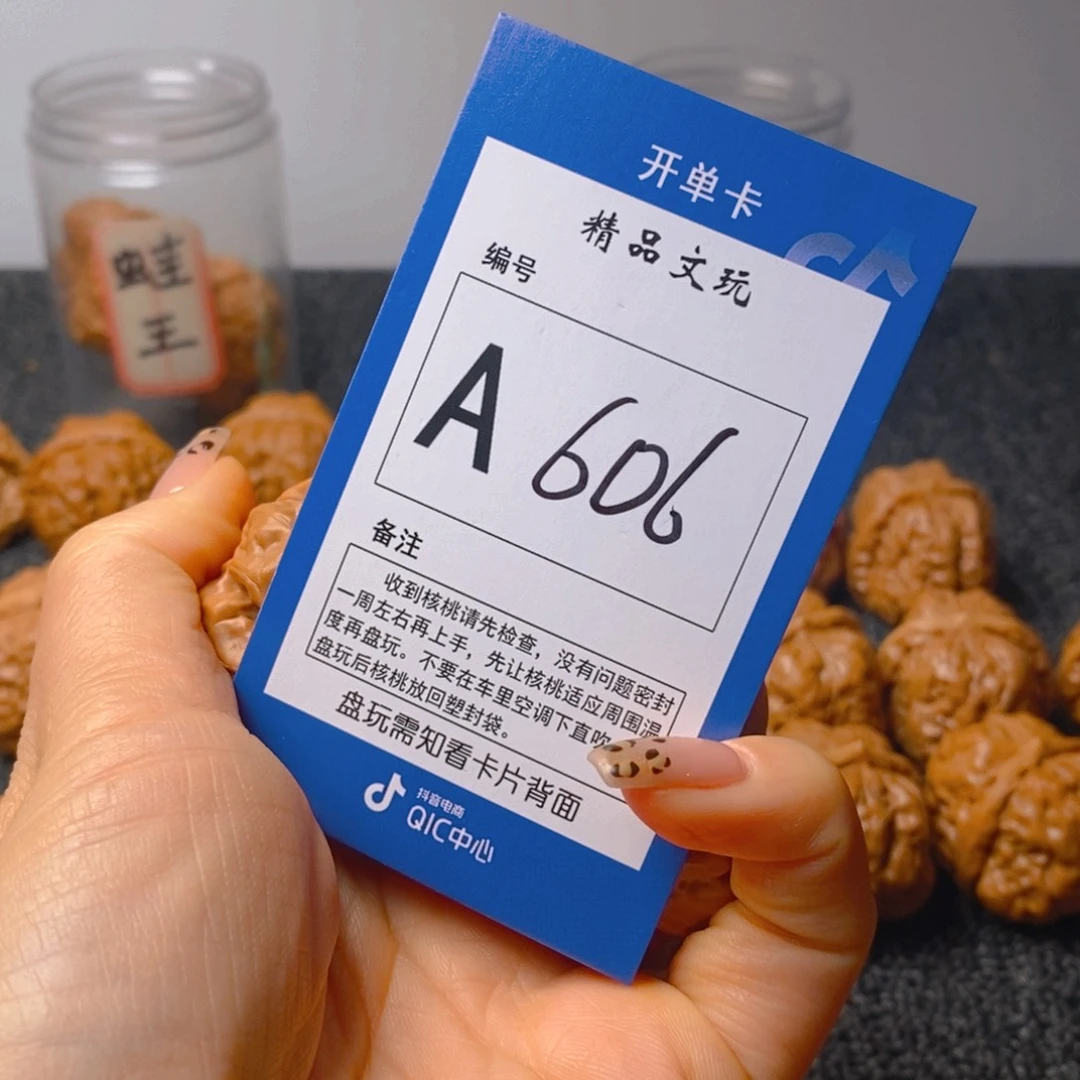 开单卡
精品文玩
编号
A 606
备注
收到核桃请先检查，没有问题密封
一周左右再上手，先让核桃适应周围温
度再盘玩。不要在车里空调下直吹
盘玩后核桃放回塑封袋。
盘玩需知看卡片背面
抖音电商
QIC中心
蛙
王